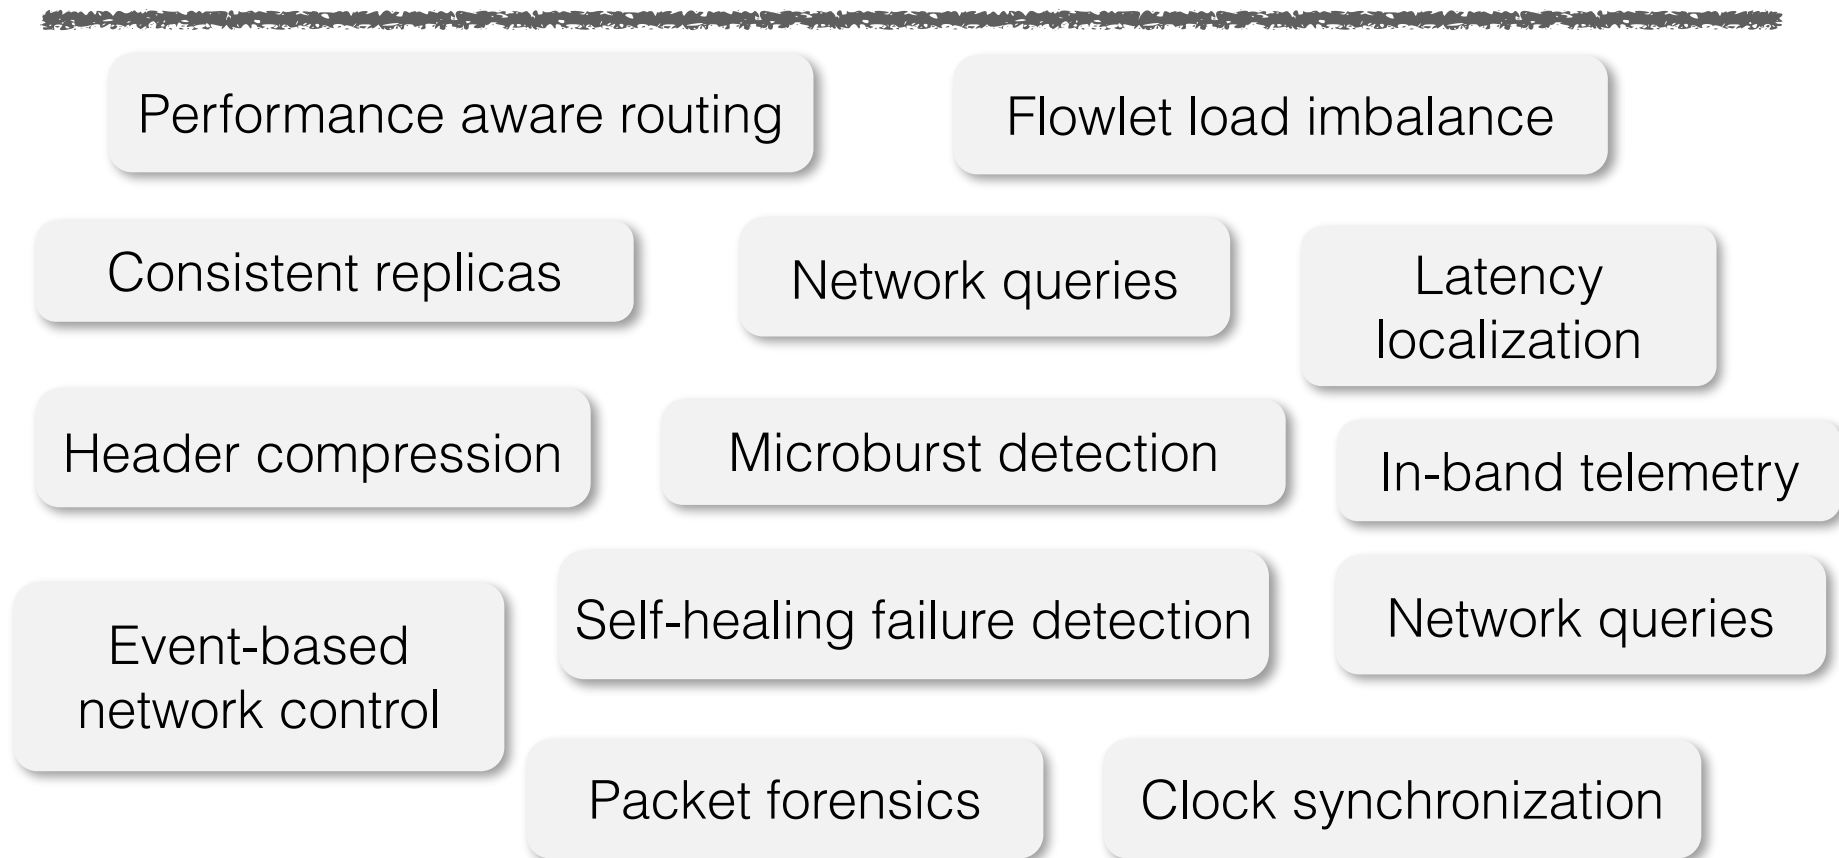 Performance aware routing
Flowlet load imbalance
Consistent replicas
Network queries
Latency
localization
Header compression
Microburst detection
In-band telemetry
Event-based
network control
Self-healing failure detection
Network queries
Packet forensics
Clock synchronization